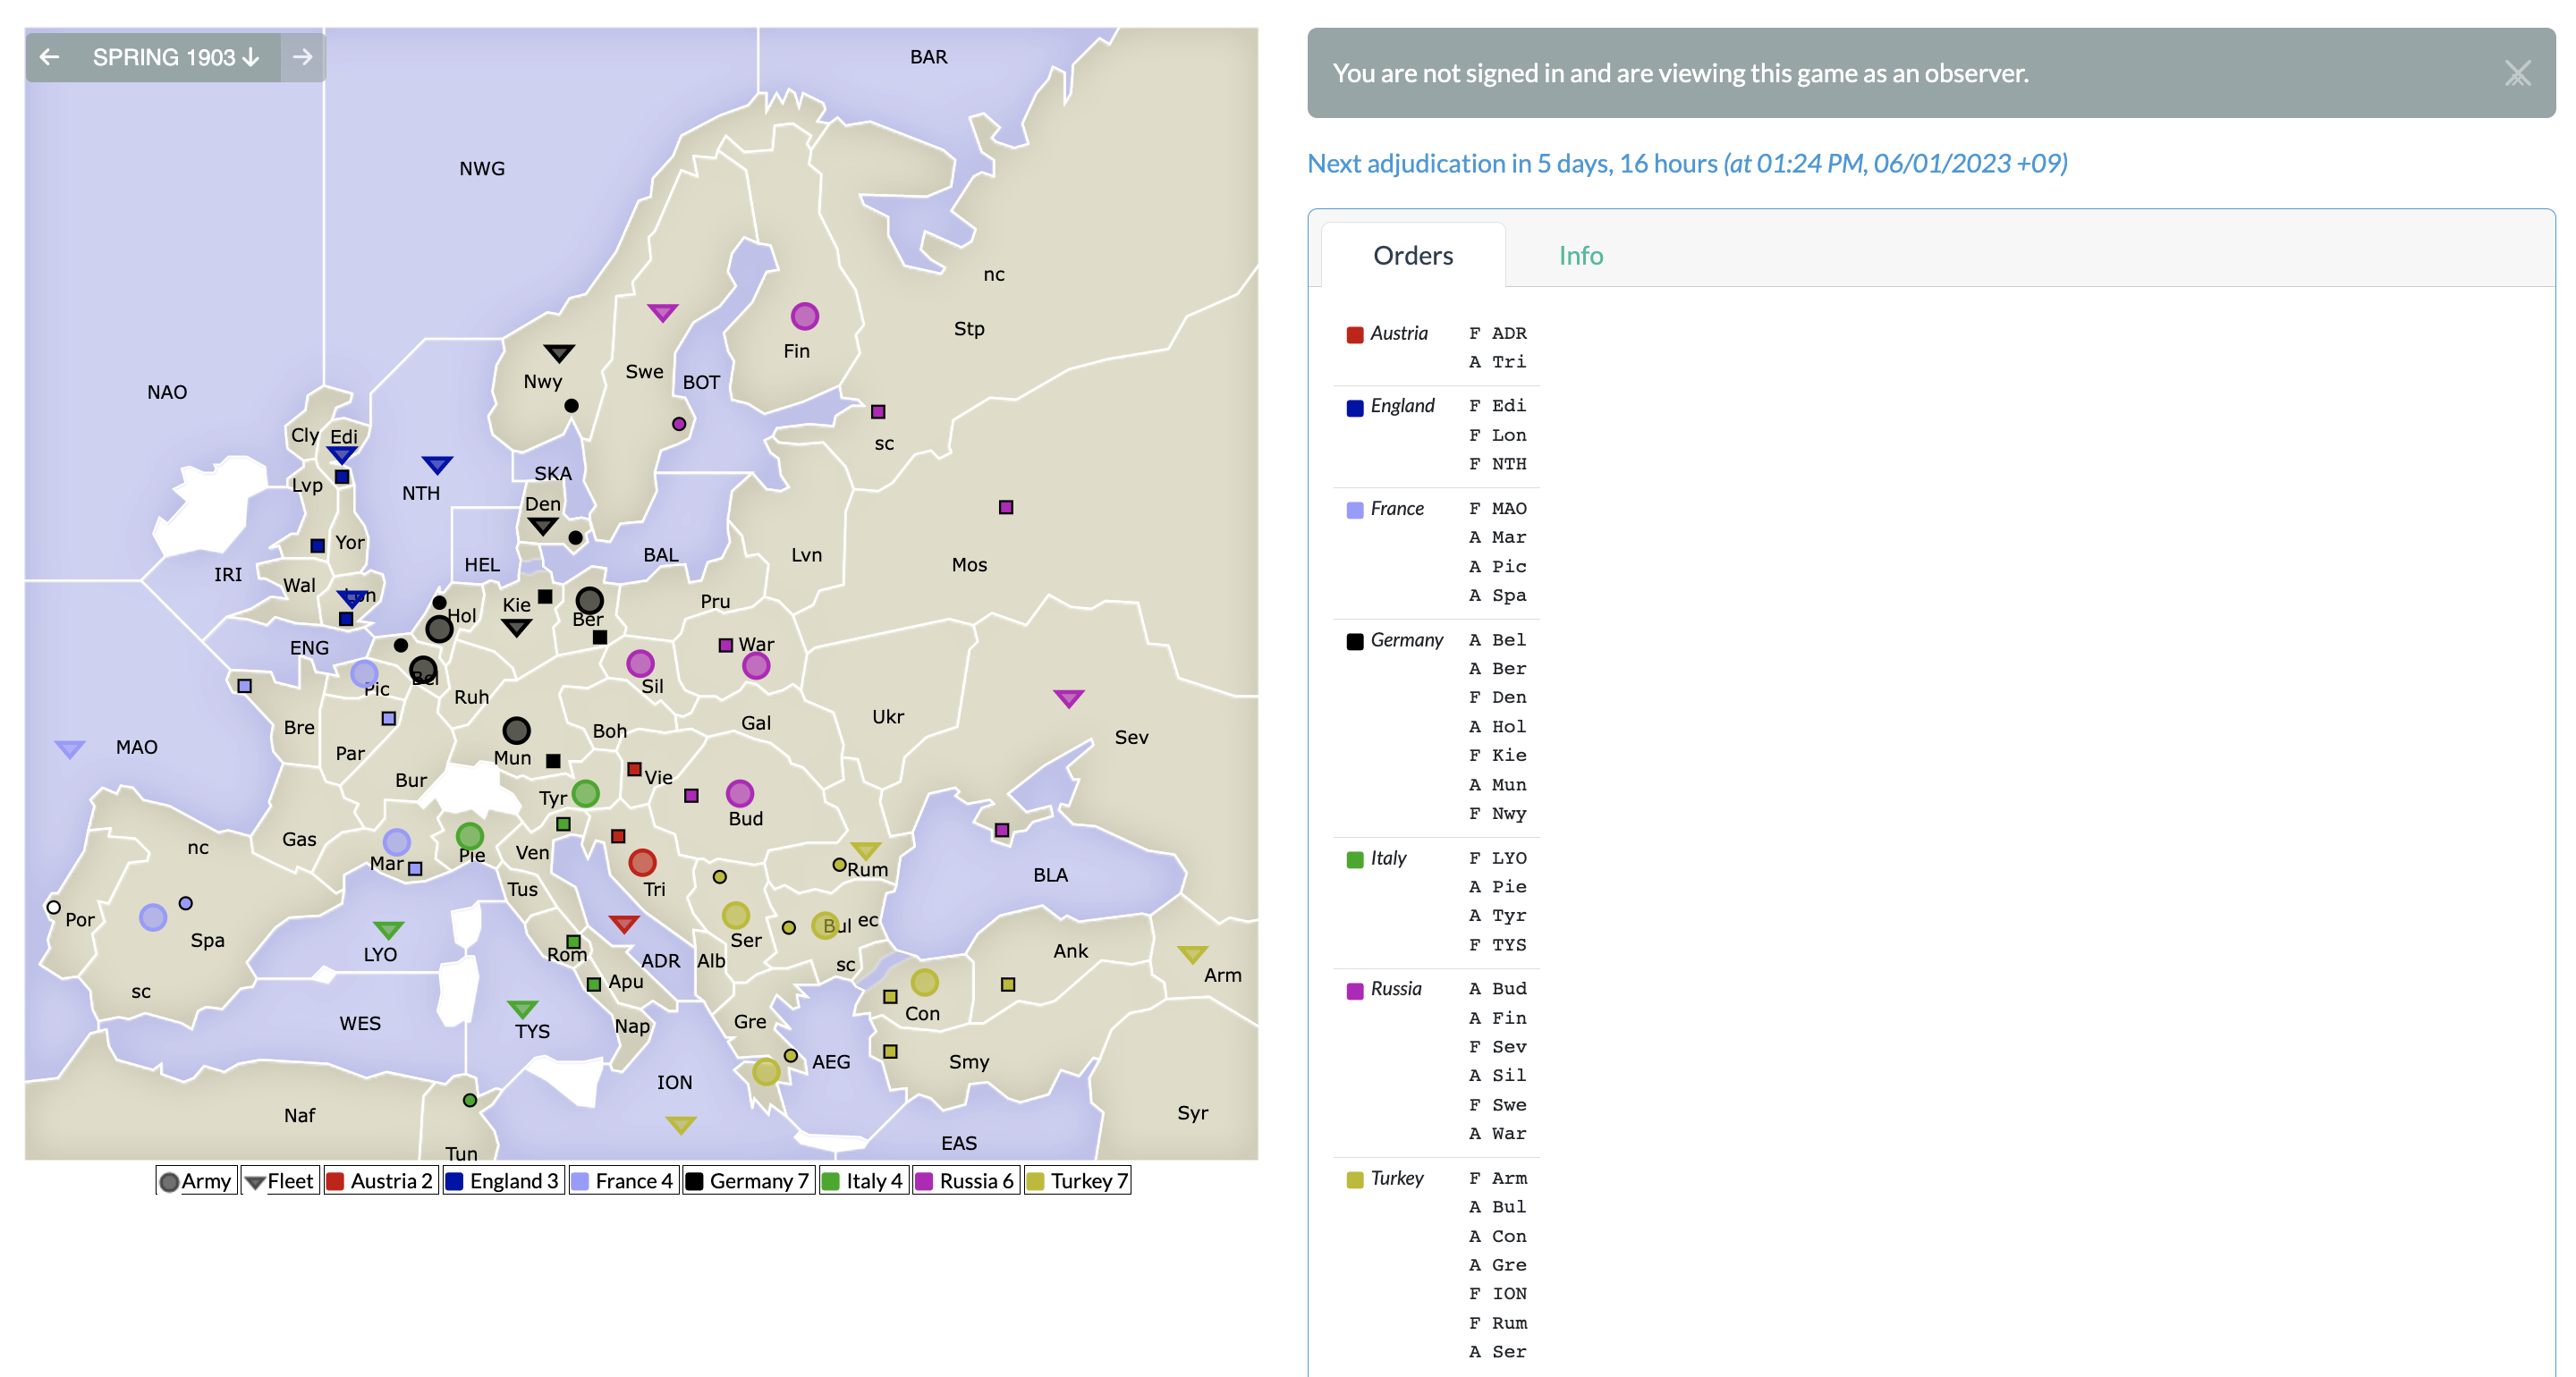 SPRING 1903
BAR
NWG
nc
Stp
Fin
Nwy
Swe
BOT
NAO
Cly
Edi
sc
SKA
Lvp
NTH
Den
Yor
BAL
Lvn
Mos
HEL
IRI
Wal
Lon
Kie
Pru
Hol
Ber
ENG
War
Pic
Bel
Sil
Ruh
Bre
Boh
Gal
Ukr
MAO
Par
Mun
Sev
Bur
Vie
Tyr
Bud
Gas
nc
Mar
Pie
Ven
Rum
BLA
Tus
Tri
Por
Spa
Bul
ec
Ser
LYO
Rom
ADR
Alb
sc
Ank
Apu
Arm
sc
WES
TYS
Nap
Gre
Con
AEG
Smy
ION
Naf
Syr
EAS
Tun
Army
Fleet
Austria 2
England 3
France 4
Germany 7
Italy 4
Russia 6
Turkey 7
You are not signed in and are viewing this game as an observer.
Next adjudication in 5 days, 16 hours (at 01:24 PM, 06/01/2023 +09)
Orders
Info
Austria F ADR
A Tri
England F Edi
F Lon
F NTH
France F MAO
A Mar
A Pic
A Spa
Germany A Bel
A Ber
F Den
A Hol
F Kie
A Mun
F Nwy
Italy F LYO
A Pie
A Tyr
F TYS
Russia A Bud
A Fin
F Sev
A Sil
F Swe
A War
Turkey F Arm
A Bul
A Con
A Gre
F ION
F Rum
A Ser